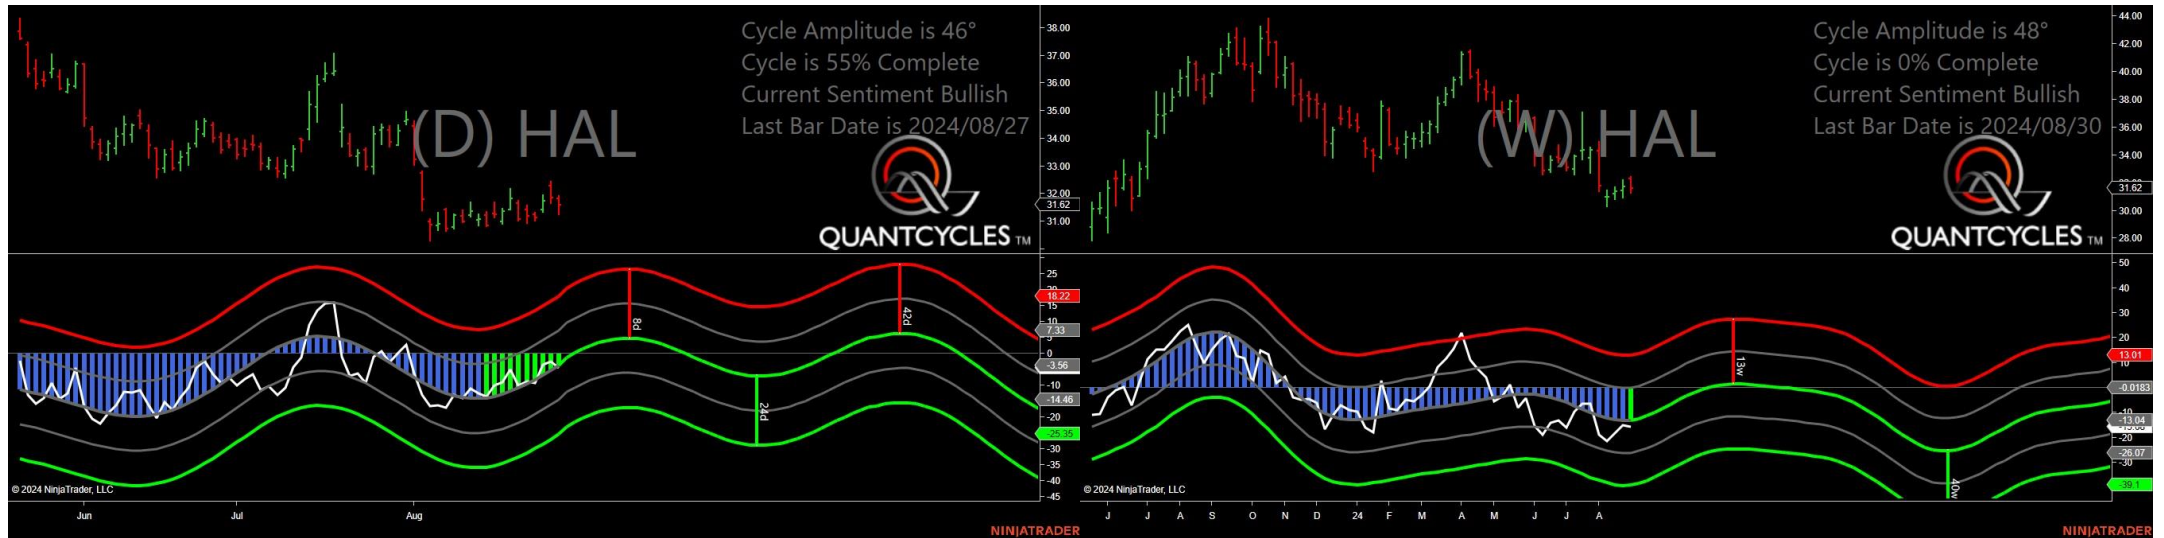 Cycle Amplitude is 46°
Cycle is 55% Complete
Current Sentiment Bullish
Last Bar Date is 2024/08/27
(D) HAL
QUANTCYCLES TM
38.00
37.00
36.00
35.00
34.00
33.00
32.00
31.62
31.00
25
18.22
15
7.33
5
0
-3.56
-10
-14.46
-20
-25.35
-30
-35
-40
-45
8d
24d
42d
© 2024 NinjaTrader, LLC
Jun Jul Aug
NINJATRADER
Cycle Amplitude is 48°
Cycle is 0% Complete
Current Sentiment Bullish
Last Bar Date is 2024/08/30
(W) HAL
QUANTCYCLES TM
44.00
42.00
40.00
38.00
36.00
34.00
31.62
30.00
28.00
50
40
30
20
13.01
10
-0.0183
-10
-13.04
-20
-26.07
-30
-39.1
13w
40w
© 2024 NinjaTrader, LLC
J J A S O N D 24 F M A M J J A
NINJATRADER